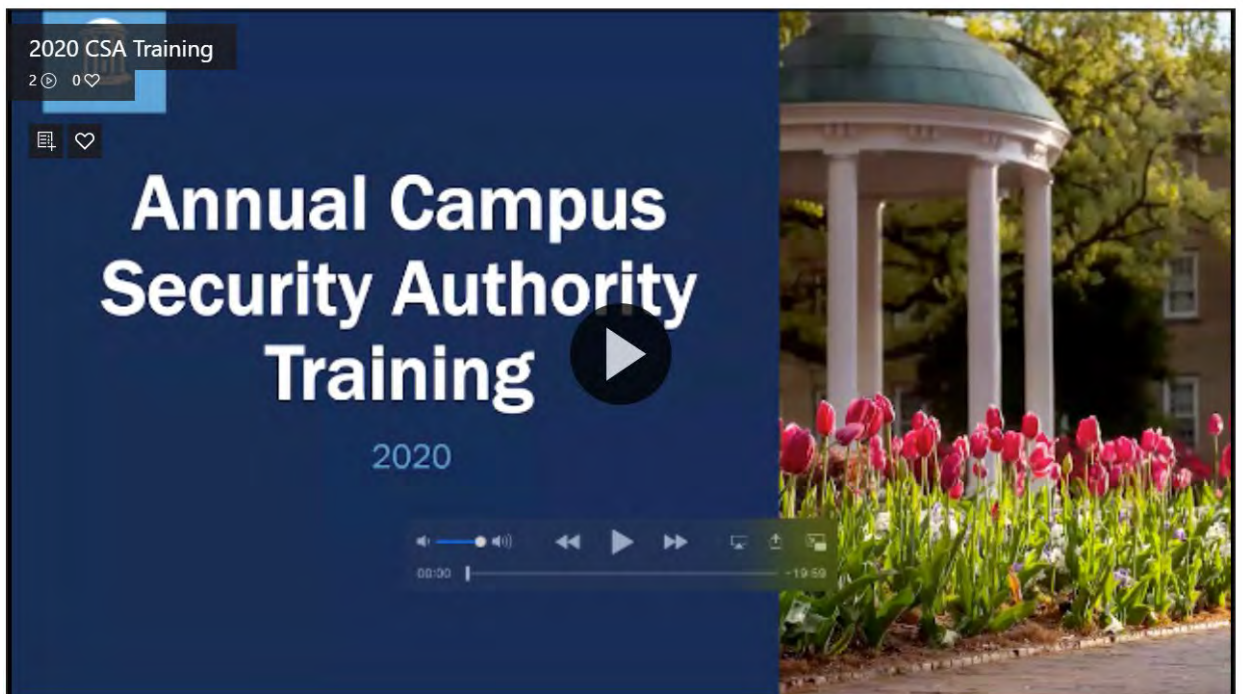 2020 CSA Training
2 0
Annual Campus
Security Authority
Training
2020
00:00 -19:59